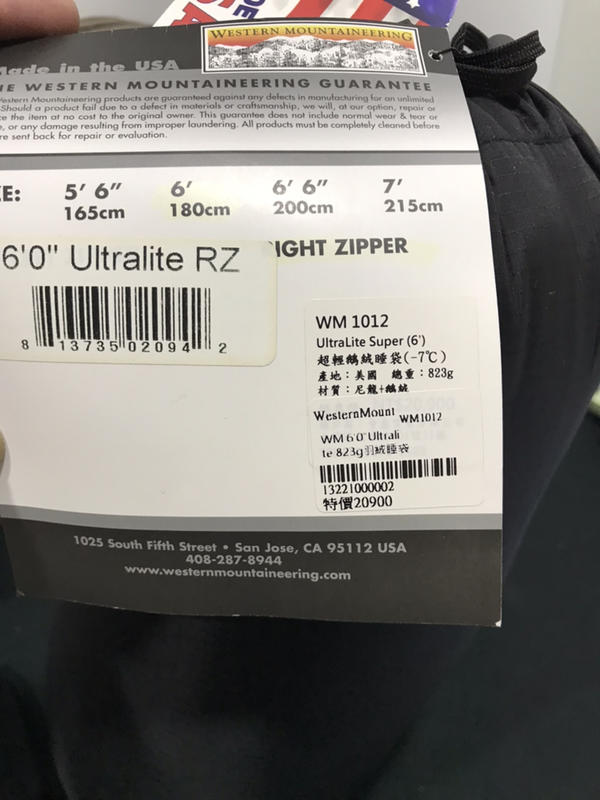 WESTERN MOUNTAINEERING
Made in the USA
WESTERN MOUNTAINEERING GUARANTEE
Western Mountaineering products are guaranteed against any defects in manufacturing for an unlimited
Should a product fail due to a defect in materials or craftsmanship, we will, at our option, repair or
the item at no cost to the original owner. This guarantee does not include normal wear & tear or
or any damage resulting from improper laundering. All products must be completely cleaned before
sent back for repair or evaluation.
E: 5' 6" 6' 6' 6" 7'
165cm 180cm 200cm 215cm
6'0" Ultralite RZ
IGHT ZIPPER
8 13735 02094 2
WM 1012
UltraLite Super (6')
超輕鵝絨睡袋(-7℃)
產地:美國 總重:823g
材質:尼龍+鵝絨
WesternMount WM1012
WM 6'0" Ultrali
te 823g羽絨睡袋
13221000002
特價20900
1025 South Fifth Street • San Jose, CA 95112 USA
408-287-8944
www.westernmountaineering.com